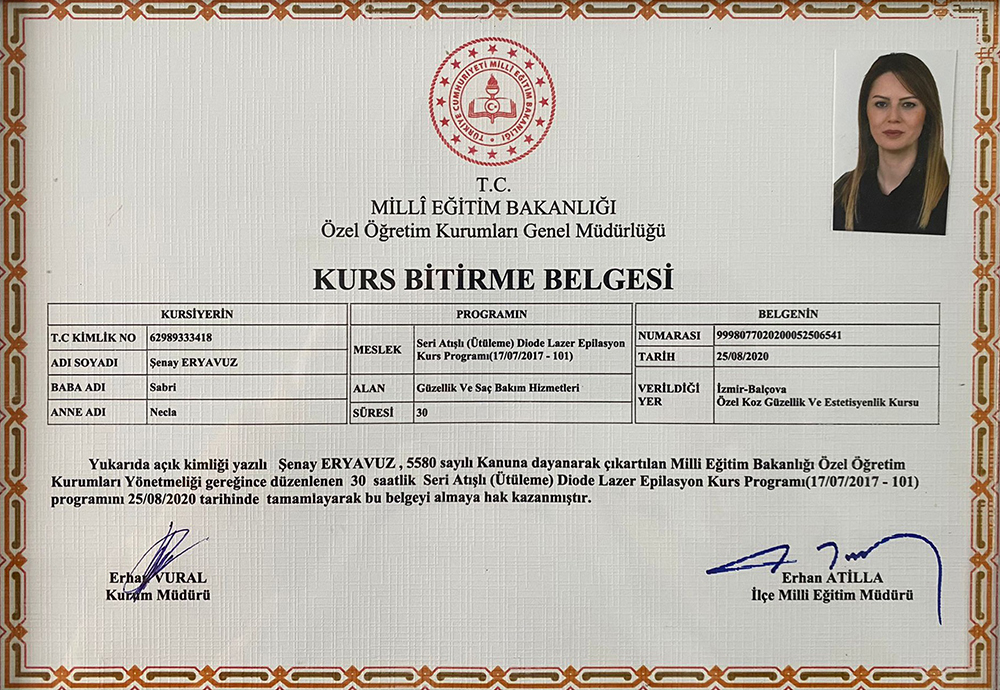 TÜRKİYE CUMHURİYETİ MİLLÎ EĞİTİM BAKANLIĞI
T.C.
MİLLÎ EĞİTİM BAKANLIĞI
Özel Öğretim Kurumları Genel Müdürlüğü
KURS BİTİRME BELGESİ
KURSİYERİN
T.C KİMLİK NO 62989333418
ADI SOYADI Şenay ERYAVUZ
BABA ADI Sabri
ANNE ADI Necla
PROGRAMIN
MESLEK Seri Atışlı (Ütüleme) Diode Lazer Epilasyon
Kurs Programı(17/07/2017 - 101)
ALAN Güzellik Ve Saç Bakım Hizmetleri
SÜRESİ 30
BELGENİN
NUMARASI 9998077020200052506541
TARİH 25/08/2020
VERİLDİĞİ YER İzmir-Balçova
Özel Koz Güzellik Ve Estetisyenlik Kursu
Yukarıda açık kimliği yazılı Şenay ERYAVUZ , 5580 sayılı Kanuna dayanarak çıkartılan Milli Eğitim Bakanlığı Özel Öğretim
Kurumları Yönetmeliği gereğince düzenlenen 30 saatlik Seri Atışlı (Ütüleme) Diode Lazer Epilasyon Kurs Programı(17/07/2017 - 101)
programını 25/08/2020 tarihinde tamamlayarak bu belgeyi almaya hak kazanmıştır.
Erhan VURAL
Kurum Müdürü
Erhan ATİLLA
İlçe Milli Eğitim Müdürü